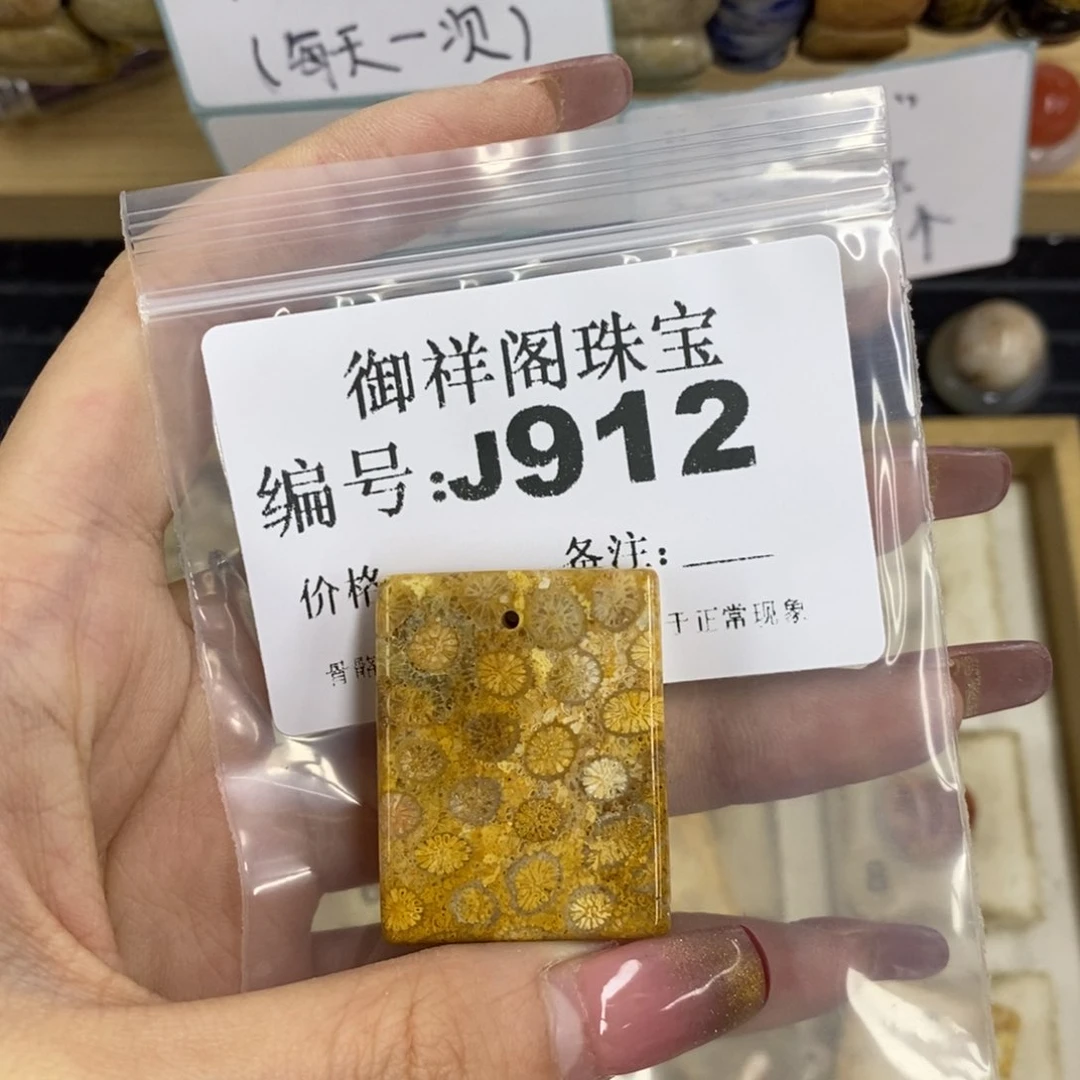 (每天一次)
御祥阁珠宝
编号:J912
价格 备注:
于正常现象